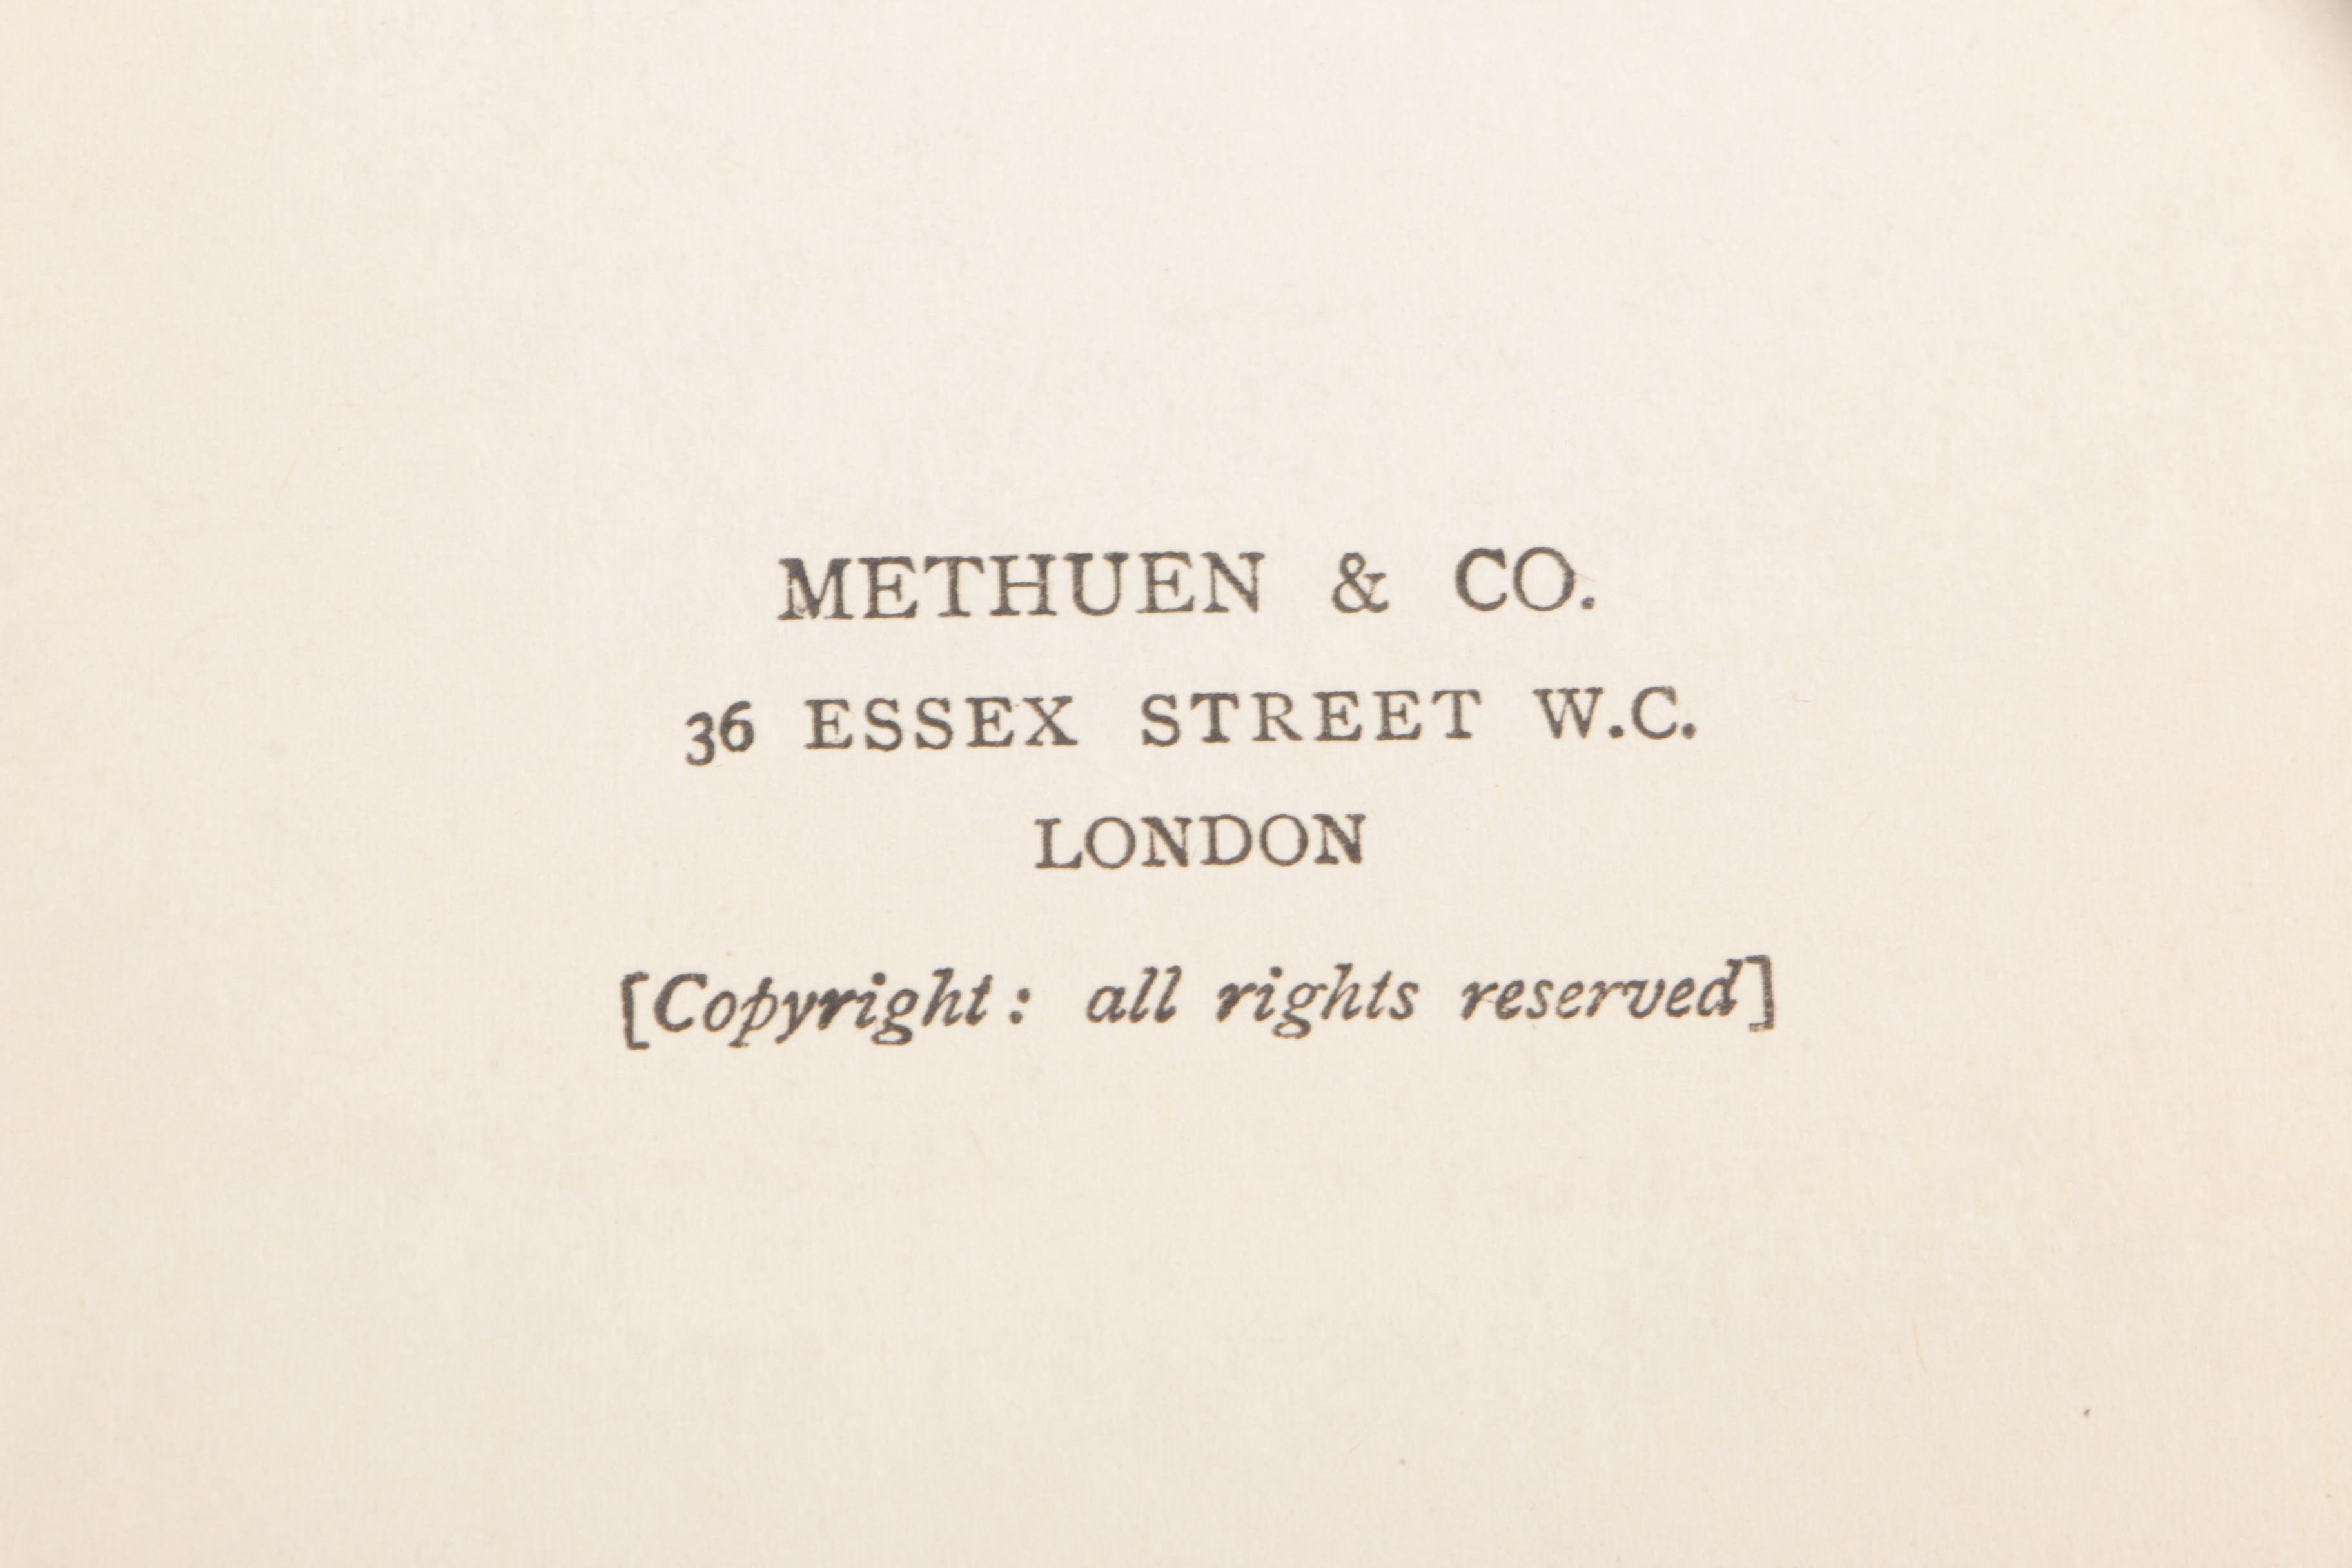 METHUEN & CO.
36 ESSEX STREET W.C.
LONDON
[Copyright: all rights reserved]